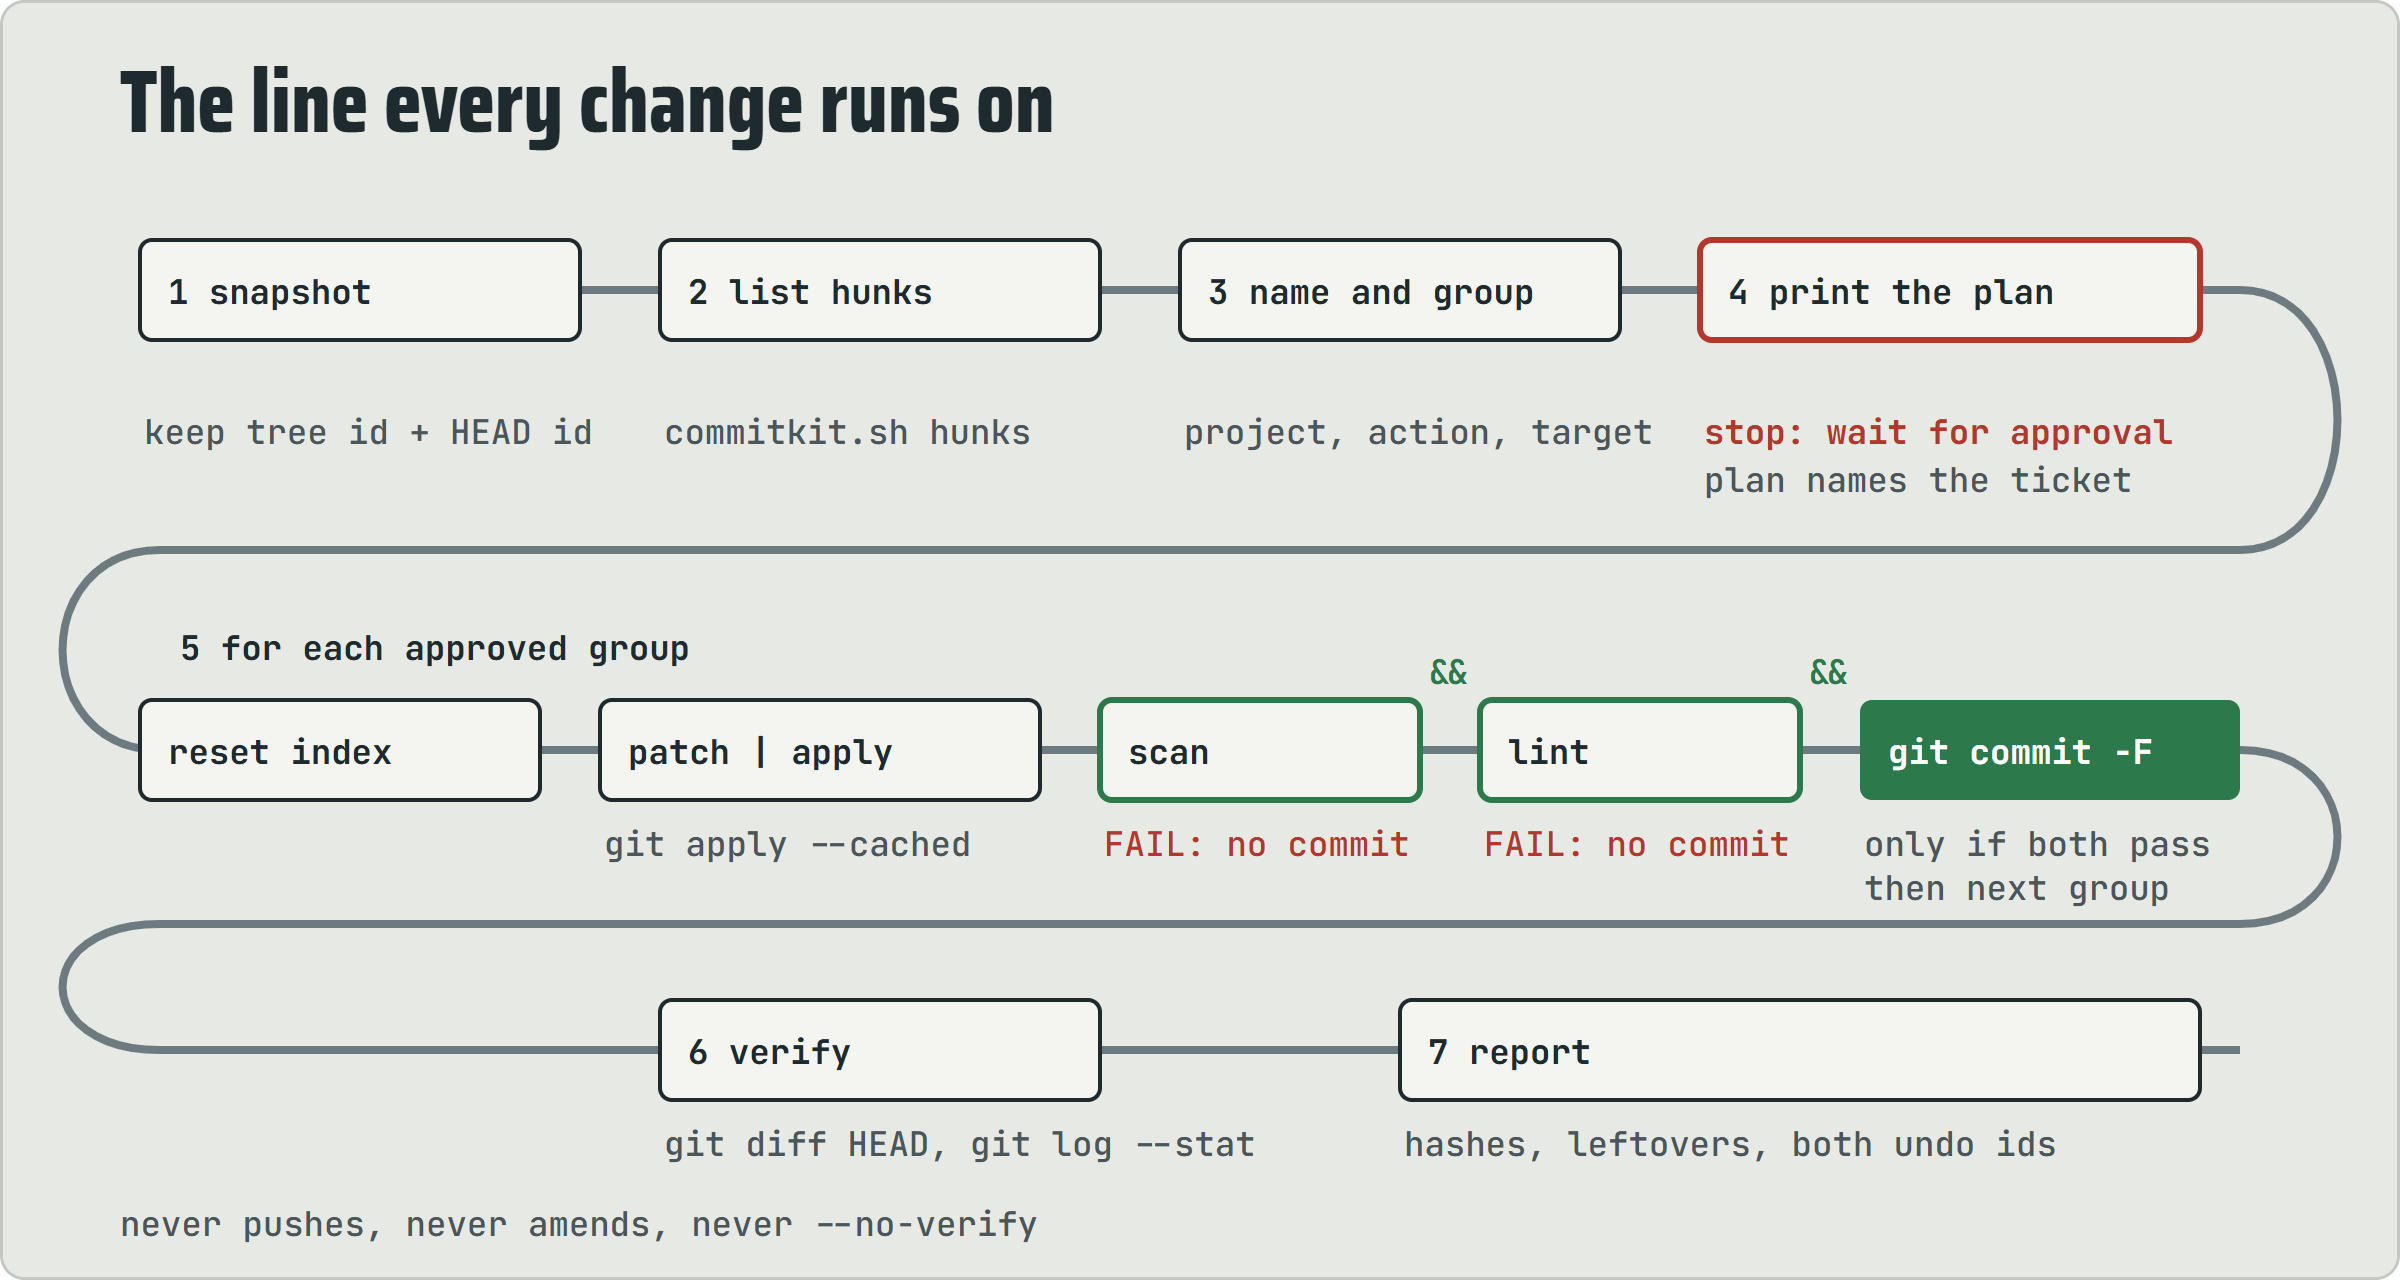 The line every change runs on
1 snapshot
2 list hunks
3 name and group
4 print the plan
keep tree id + HEAD id
commitkit.sh hunks
project, action, target
stop: wait for approval
plan names the ticket
5 for each approved group
&&
&&
reset index
patch | apply
scan
lint
git commit -F
git apply --cached
FAIL: no commit
FAIL: no commit
only if both pass
then next group
6 verify
7 report
git diff HEAD, git log --stat
hashes, leftovers, both undo ids
never pushes, never amends, never --no-verify